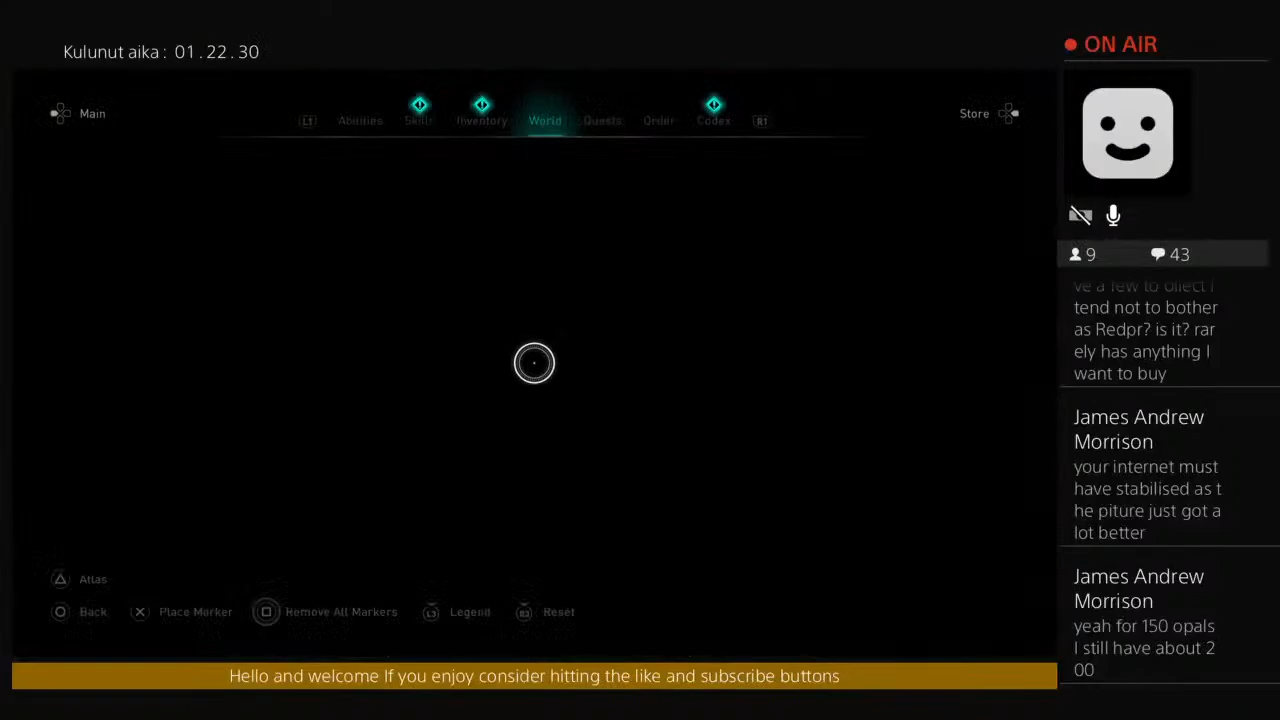 Kulunut aika : 01 . 22 . 30
ON AIR
Main
L1 Abilities Skills Inventory World Quests Order Codex R1
Store
9 43
tend not to bother
as Redpr? is it? rar
ely has anything I
want to buy
James Andrew
Morrison
your internet must
have stabilised as t
he piture just got a
lot better
James Andrew
Morrison
yeah for 150 opals
I still have about 2
00
Atlas
Back Place Marker Remove All Markers L3 Legend R3 Reset
Hello and welcome If you enjoy consider hitting the like and subscribe buttons